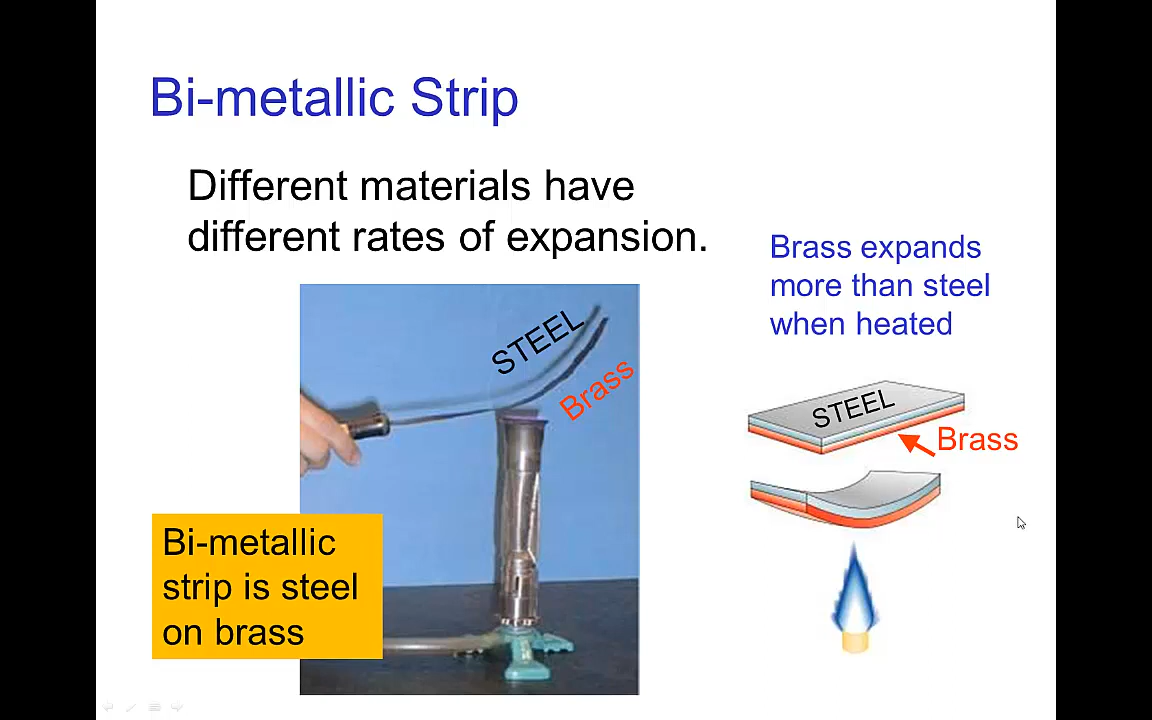 Bi-metallic Strip
Different materials have
different rates of expansion.
Brass expands
more than steel
when heated
STEEL
Brass
STEEL
Brass
Bi-metallic
strip is steel
on brass